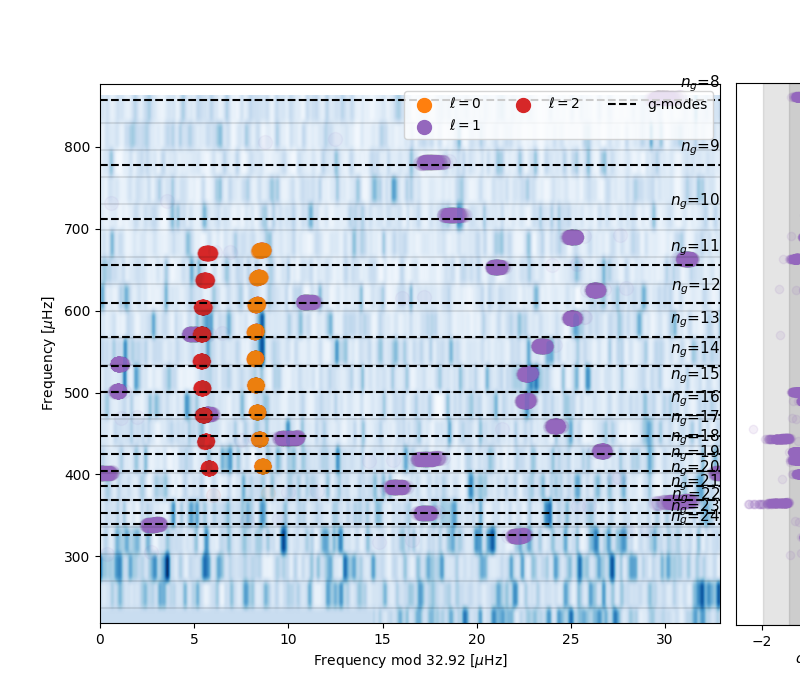 ℓ = 0 ℓ = 2 g-modes
ℓ = 1
n_g=8
n_g=9
n_g=10
n_g=11
n_g=12
n_g=13
n_g=14
n_g=15
n_g=16
n_g=17
n_g=18
n_g=19
n_g=20
n_g=21
n_g=22
n_g=23
n_g=24
800
700
600
500
400
300
Frequency [μHz]
0 5 10 15 20 25 30
Frequency mod 32.92 [μHz]
−2